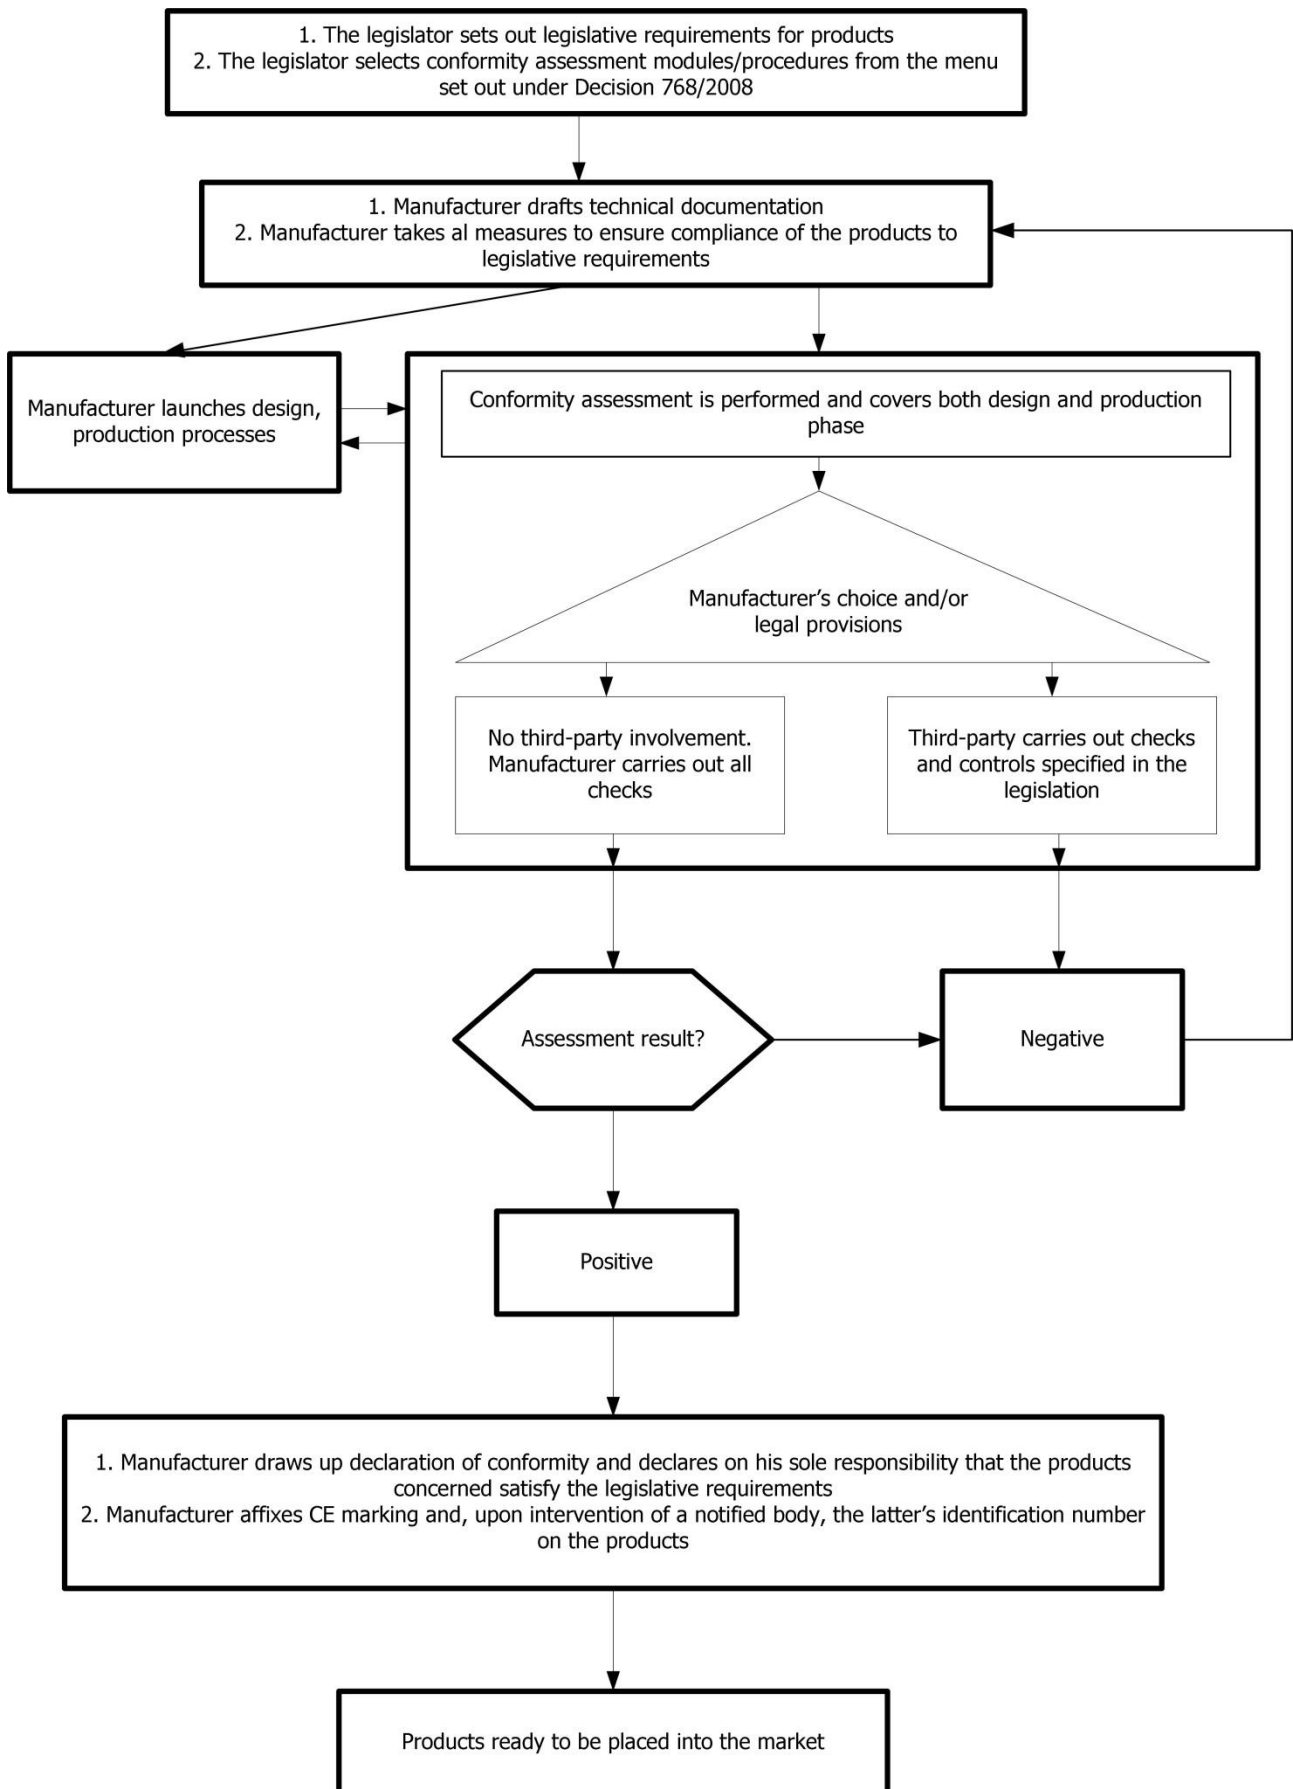 1. The legislator sets out legislative requirements for products
2. The legislator selects conformity assessment modules/procedures from the menu
set out under Decision 768/2008
1. Manufacturer drafts technical documentation
2. Manufacturer takes al measures to ensure compliance of the products to
legislative requirements
Manufacturer launches design,
production processes
Conformity assessment is performed and covers both design and production
phase
Manufacturer’s choice and/or
legal provisions
No third-party involvement.
Manufacturer carries out all
checks
Third-party carries out checks
and controls specified in the
legislation
Assessment result?
Negative
Positive
1. Manufacturer draws up declaration of conformity and declares on his sole responsibility that the products
concerned satisfy the legislative requirements
2. Manufacturer affixes CE marking and, upon intervention of a notified body, the latter’s identification number
on the products
Products ready to be placed into the market